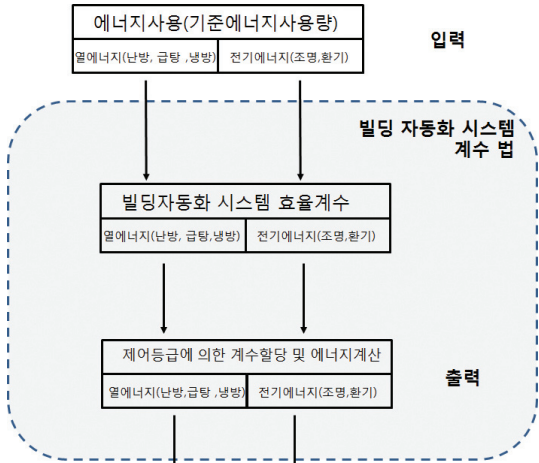 에너지사용(기준에너지사용량)
열에너지(난방, 급탕 ,냉방)
전기에너지(조명,환기)
입력
빌딩 자동화 시스템
계수 법
빌딩자동화 시스템 효율계수
열에너지(난방, 급탕,냉방)
전기에너지(조명,환기)
제어등급에 의한 계수할당 및 에너지계산
열에너지(난방,급탕 ,냉방)
전기에너지(조명,환기)
출력